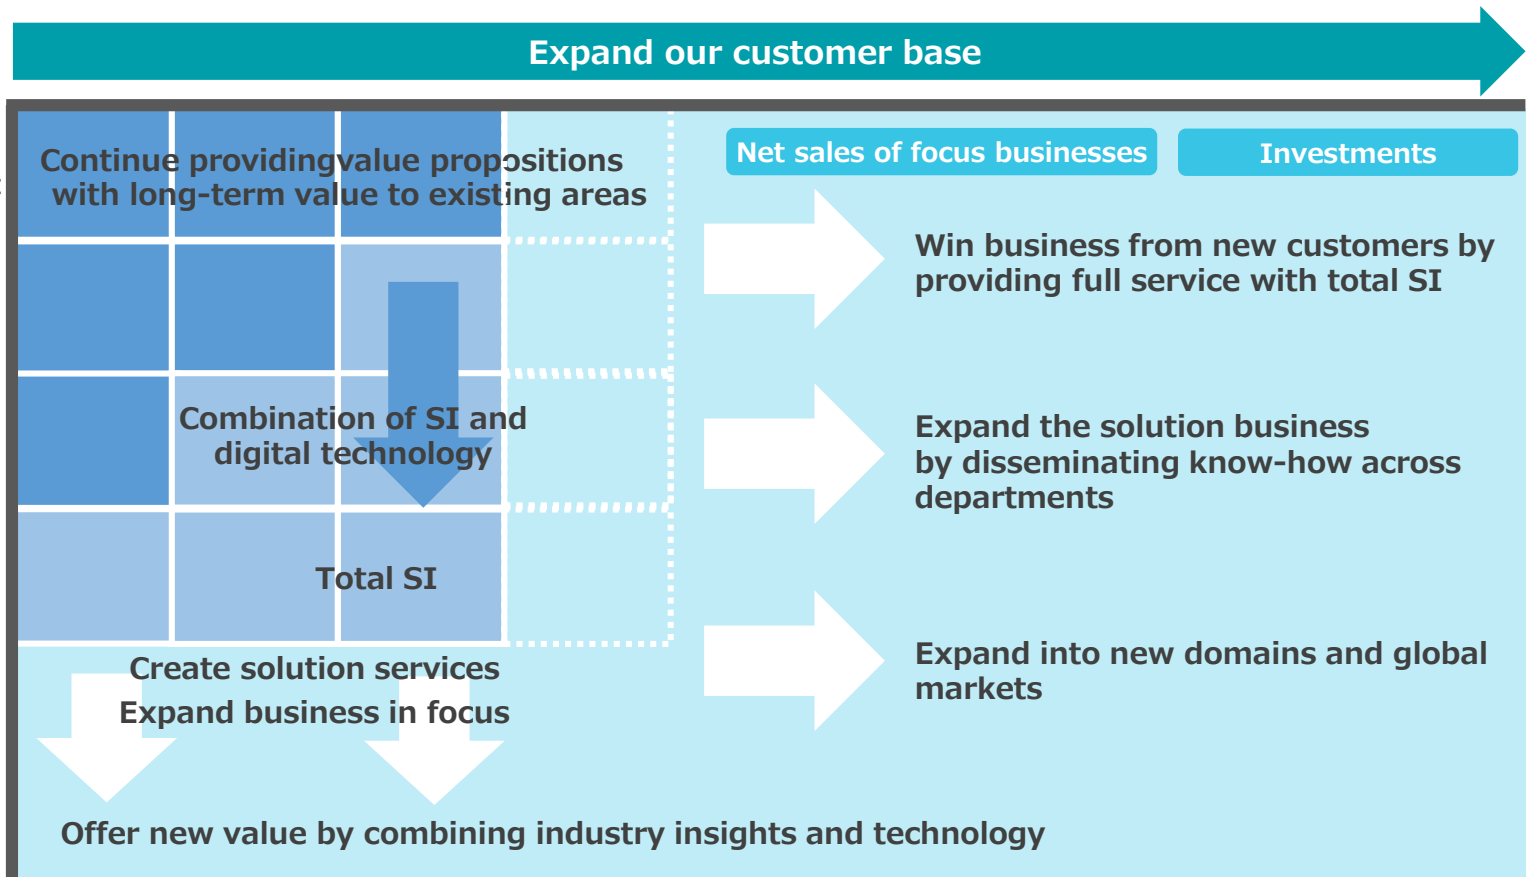 Expand our customer base
Net sales of focus businesses
Investments
Continue providingvalue propositions
with long-term value to existing areas
Win business from new customers by
providing full service with total SI
Combination of SI and
digital technology
Expand the solution business
by disseminating know-how across
departments
Total SI
Create solution services
Expand business in focus
Expand into new domains and global
markets
Offer new value by combining industry insights and technology